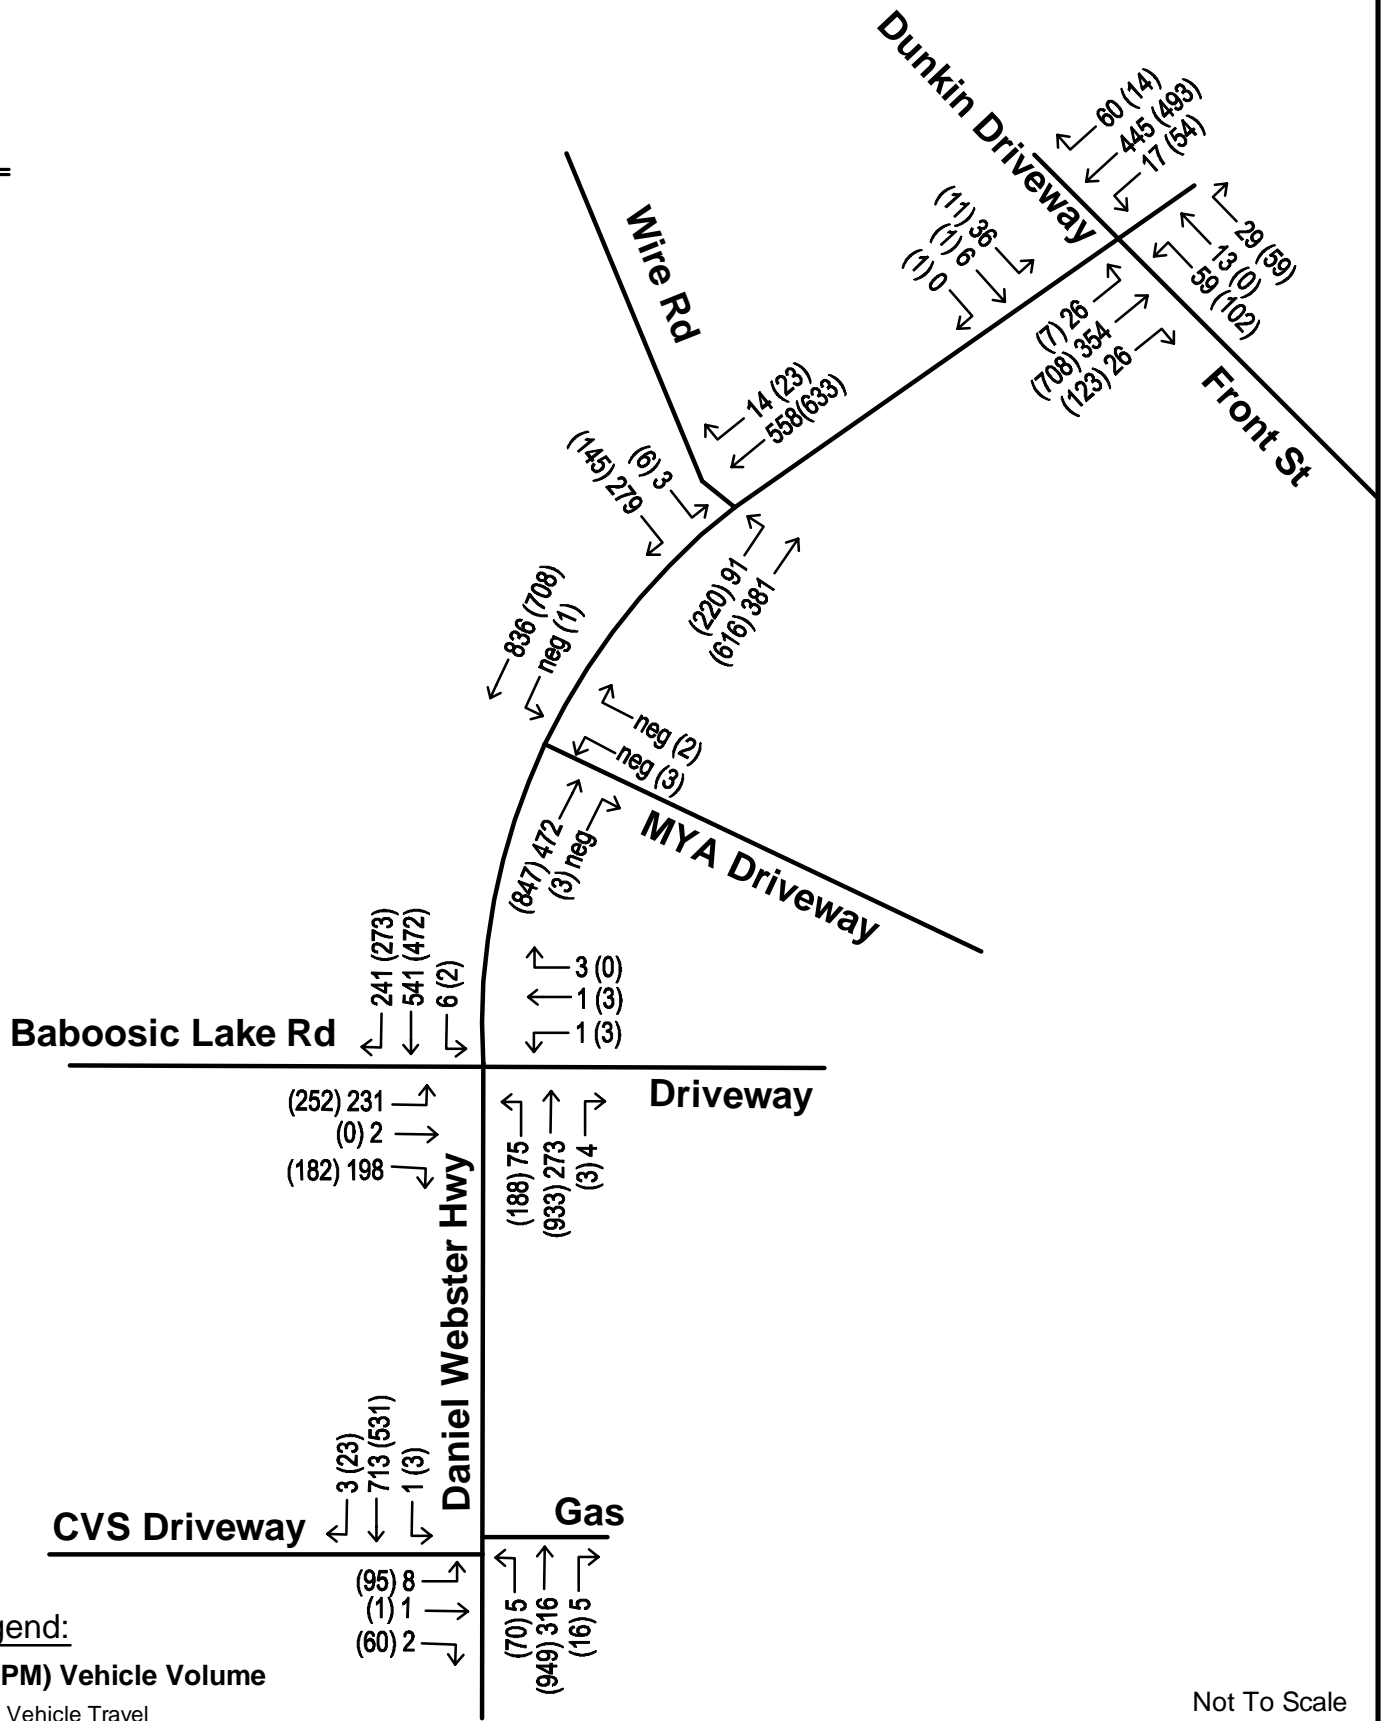 Dunkin Driveway
60 (14)
445 (493)
17 (54)
29 (59)
13 (0)
59 (102)
(11) 36
(1) 6
(1) 0
(7) 26
(708) 354
(123) 26
Front St
Wire Rd
14 (23)
558(633)
(6) 3
(145) 279
(220) 91
(616) 381
836 (708)
neg (1)
neg (2)
neg (3)
(847) 472
(3) neg
MYA Driveway
241 (273)
541 (472)
6 (2)
3 (0)
1 (3)
1 (3)
Baboosic Lake Rd
Driveway
(252) 231
(0) 2
(182) 198
(188) 75
(933) 273
(3) 4
Daniel Webster Hwy
3 (23)
713 (531)
1 (3)
CVS Driveway
Gas
(95) 8
(1) 1
(60) 2
(70) 5
(949) 316
(16) 5
gend:
PM) Vehicle Volume
Vehicle Travel
Not To Scale